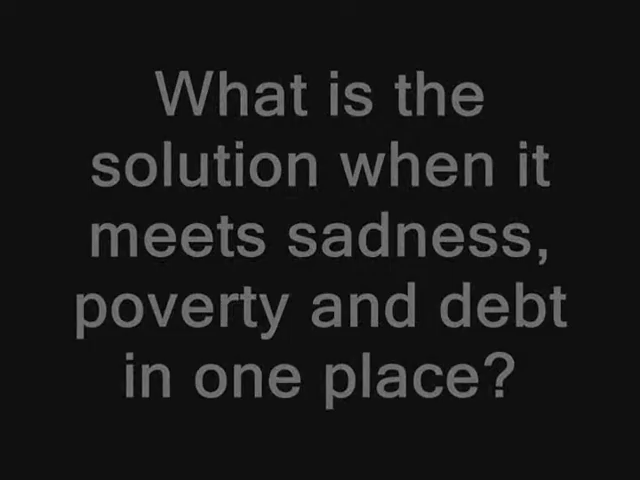 What is the
solution when it
meets sadness,
poverty and debt
in one place?